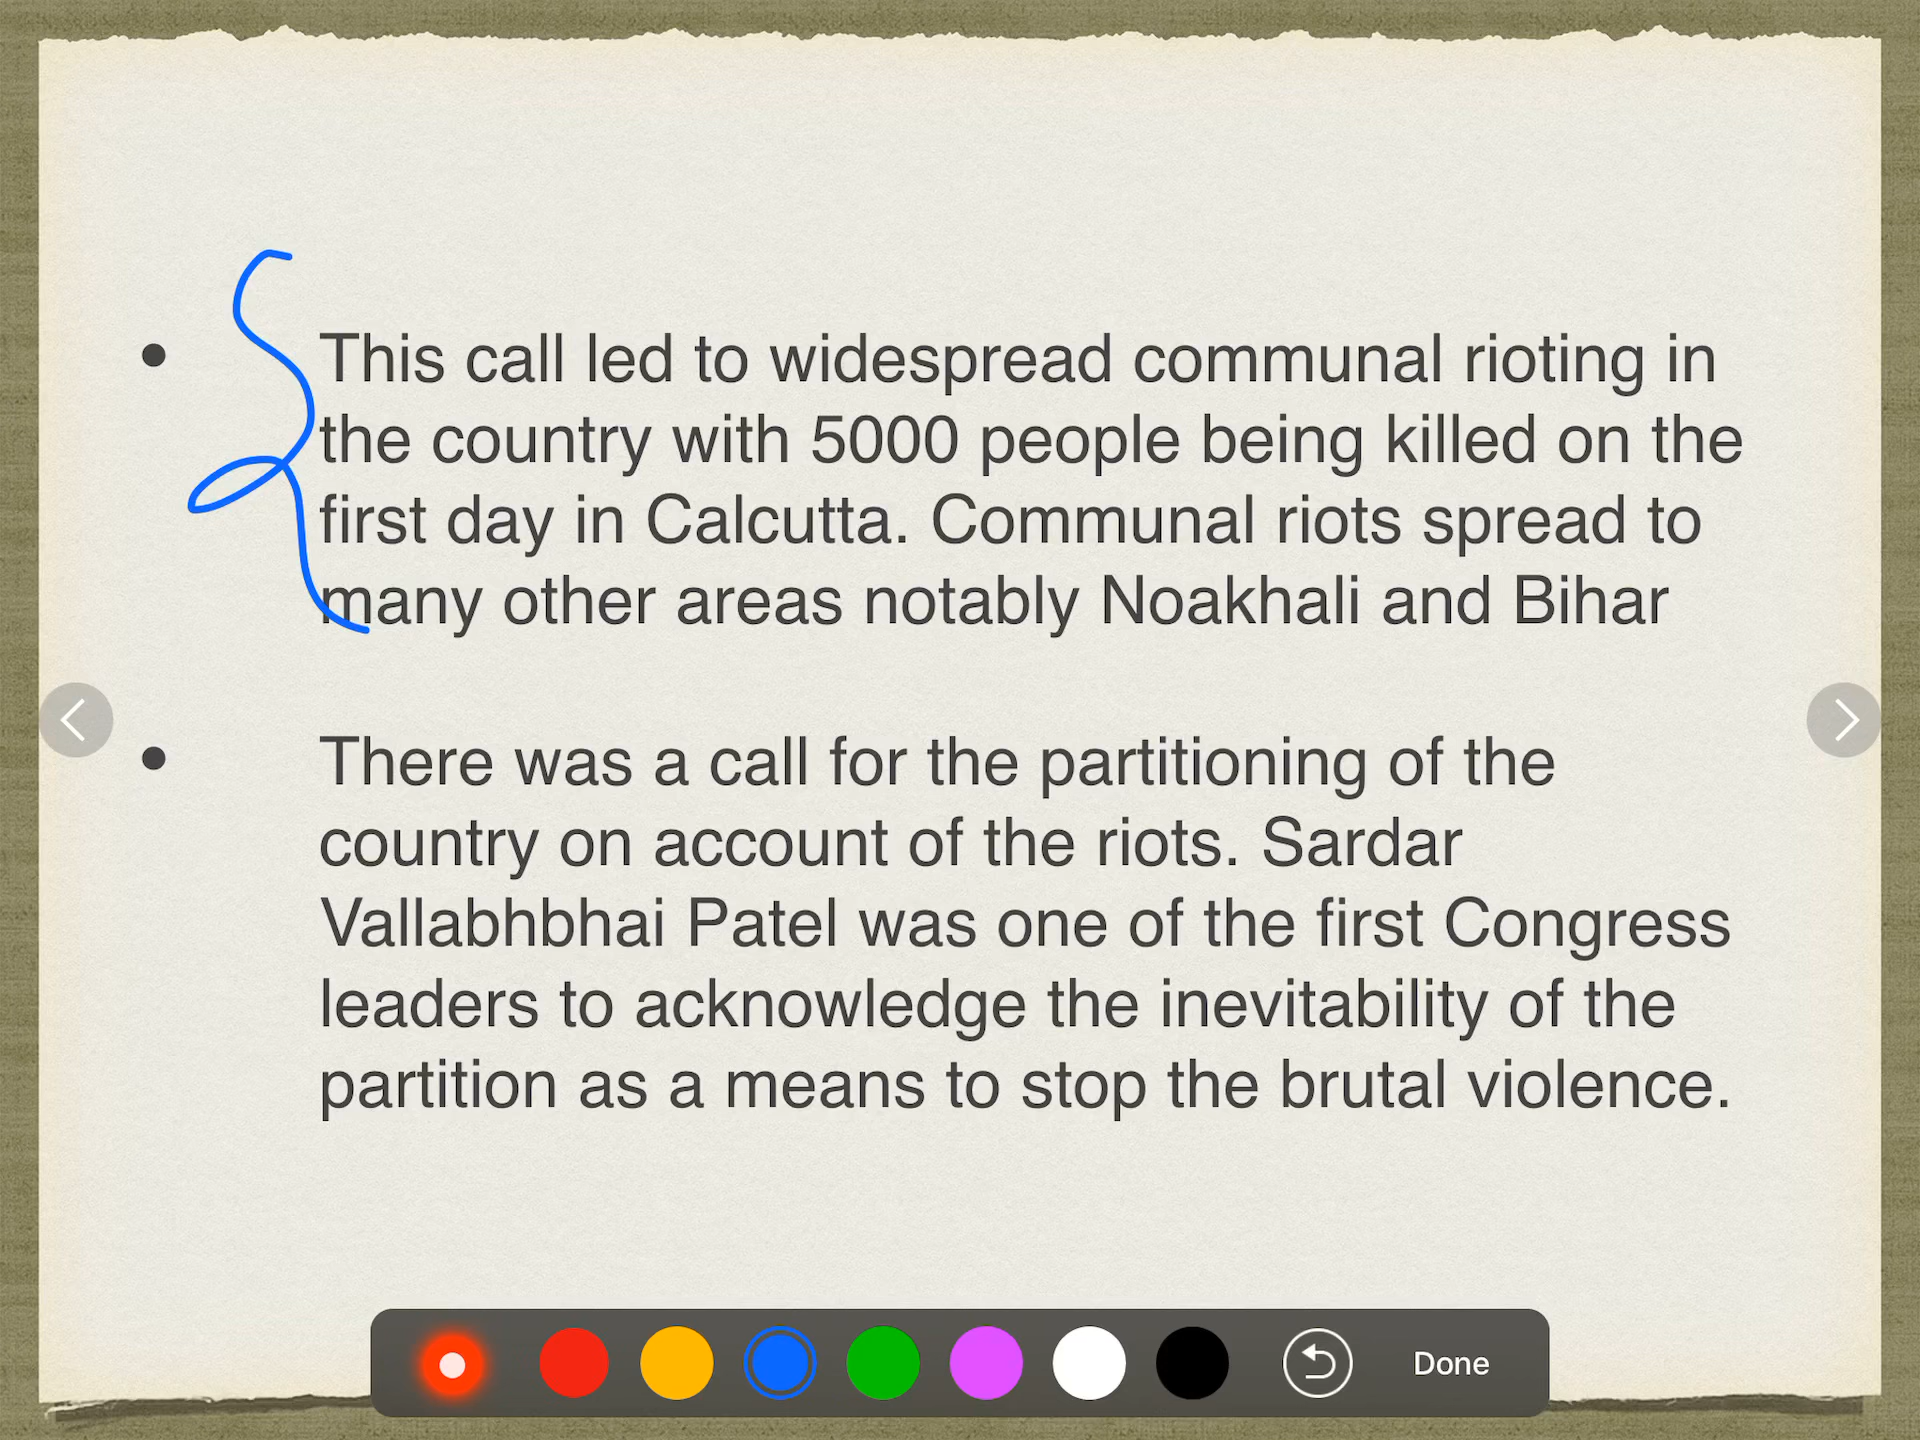 • This call led to widespread communal rioting in
the country with 5000 people being killed on the
first day in Calcutta. Communal riots spread to
many other areas notably Noakhali and Bihar
• There was a call for the partitioning of the
country on account of the riots. Sardar
Vallabhbhai Patel was one of the first Congress
leaders to acknowledge the inevitability of the
partition as a means to stop the brutal violence.
Done